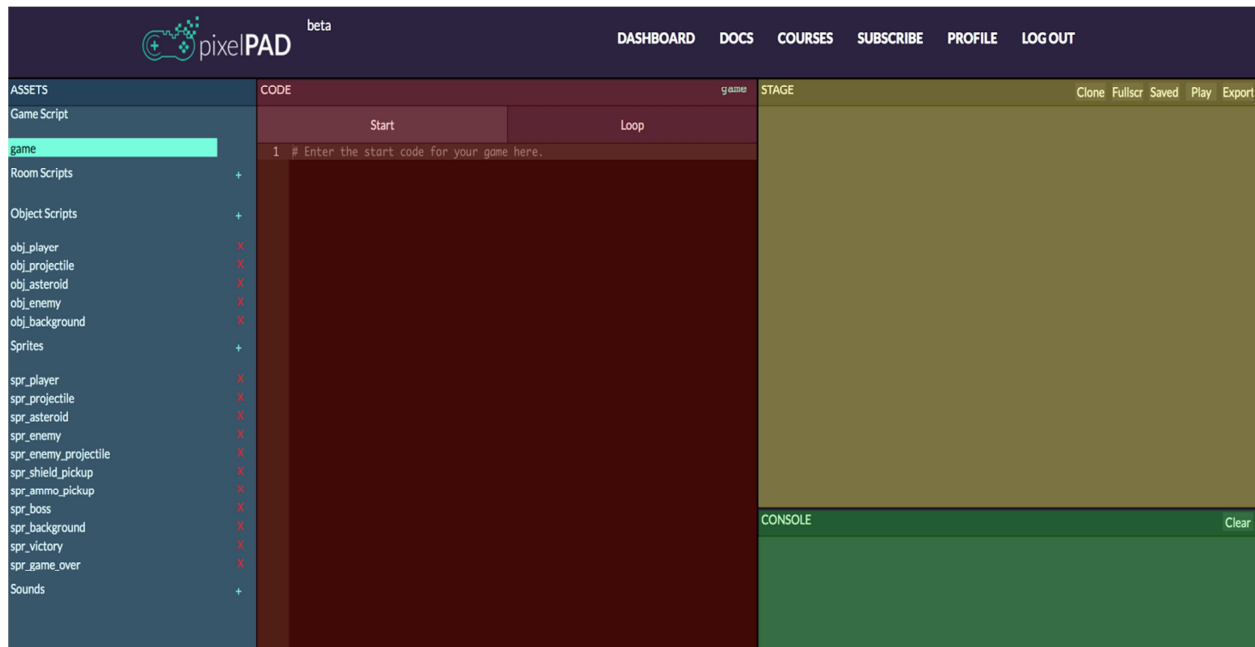 pixelPAD beta
DASHBOARD DOCS COURSES SUBSCRIBE PROFILE LOG OUT
ASSETS
Game Script
game
Room Scripts +
Object Scripts +
obj_player X
obj_projectile X
obj_asteroid X
obj_enemy X
obj_background X
Sprites +
spr_player X
spr_projectile X
spr_asteroid X
spr_enemy X
spr_enemy_projectile X
spr_shield_pickup X
spr_ammo_pickup X
spr_boss X
spr_background X
spr_victory X
spr_game_over X
Sounds +
CODE game
Start Loop
1 # Enter the start code for your game here.
STAGE Clone Fullscr Saved Play Export
CONSOLE Clear